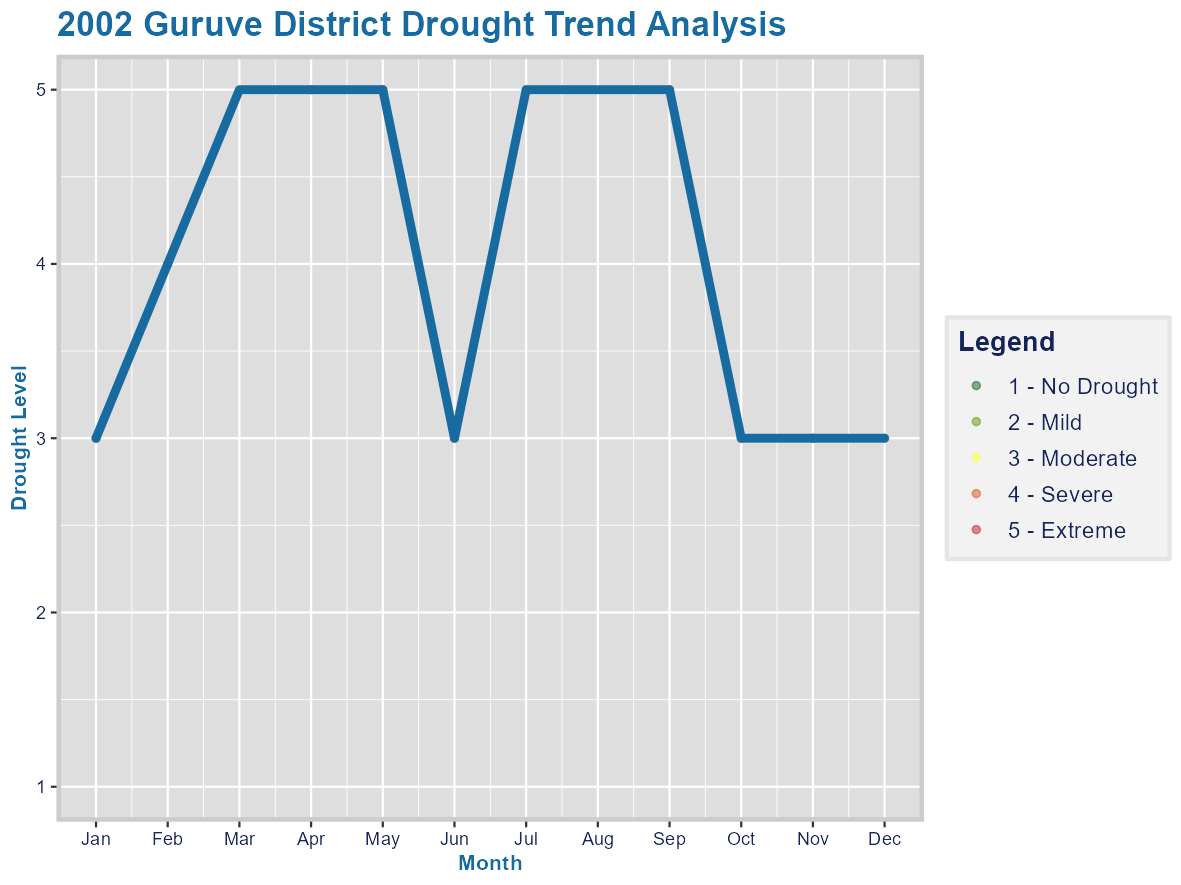 2002 Guruve District Drought Trend Analysis
Drought Level
5
4
3
2
1
Jan Feb Mar Apr May Jun Jul Aug Sep Oct Nov Dec
Month
Legend
1 - No Drought
2 - Mild
3 - Moderate
4 - Severe
5 - Extreme